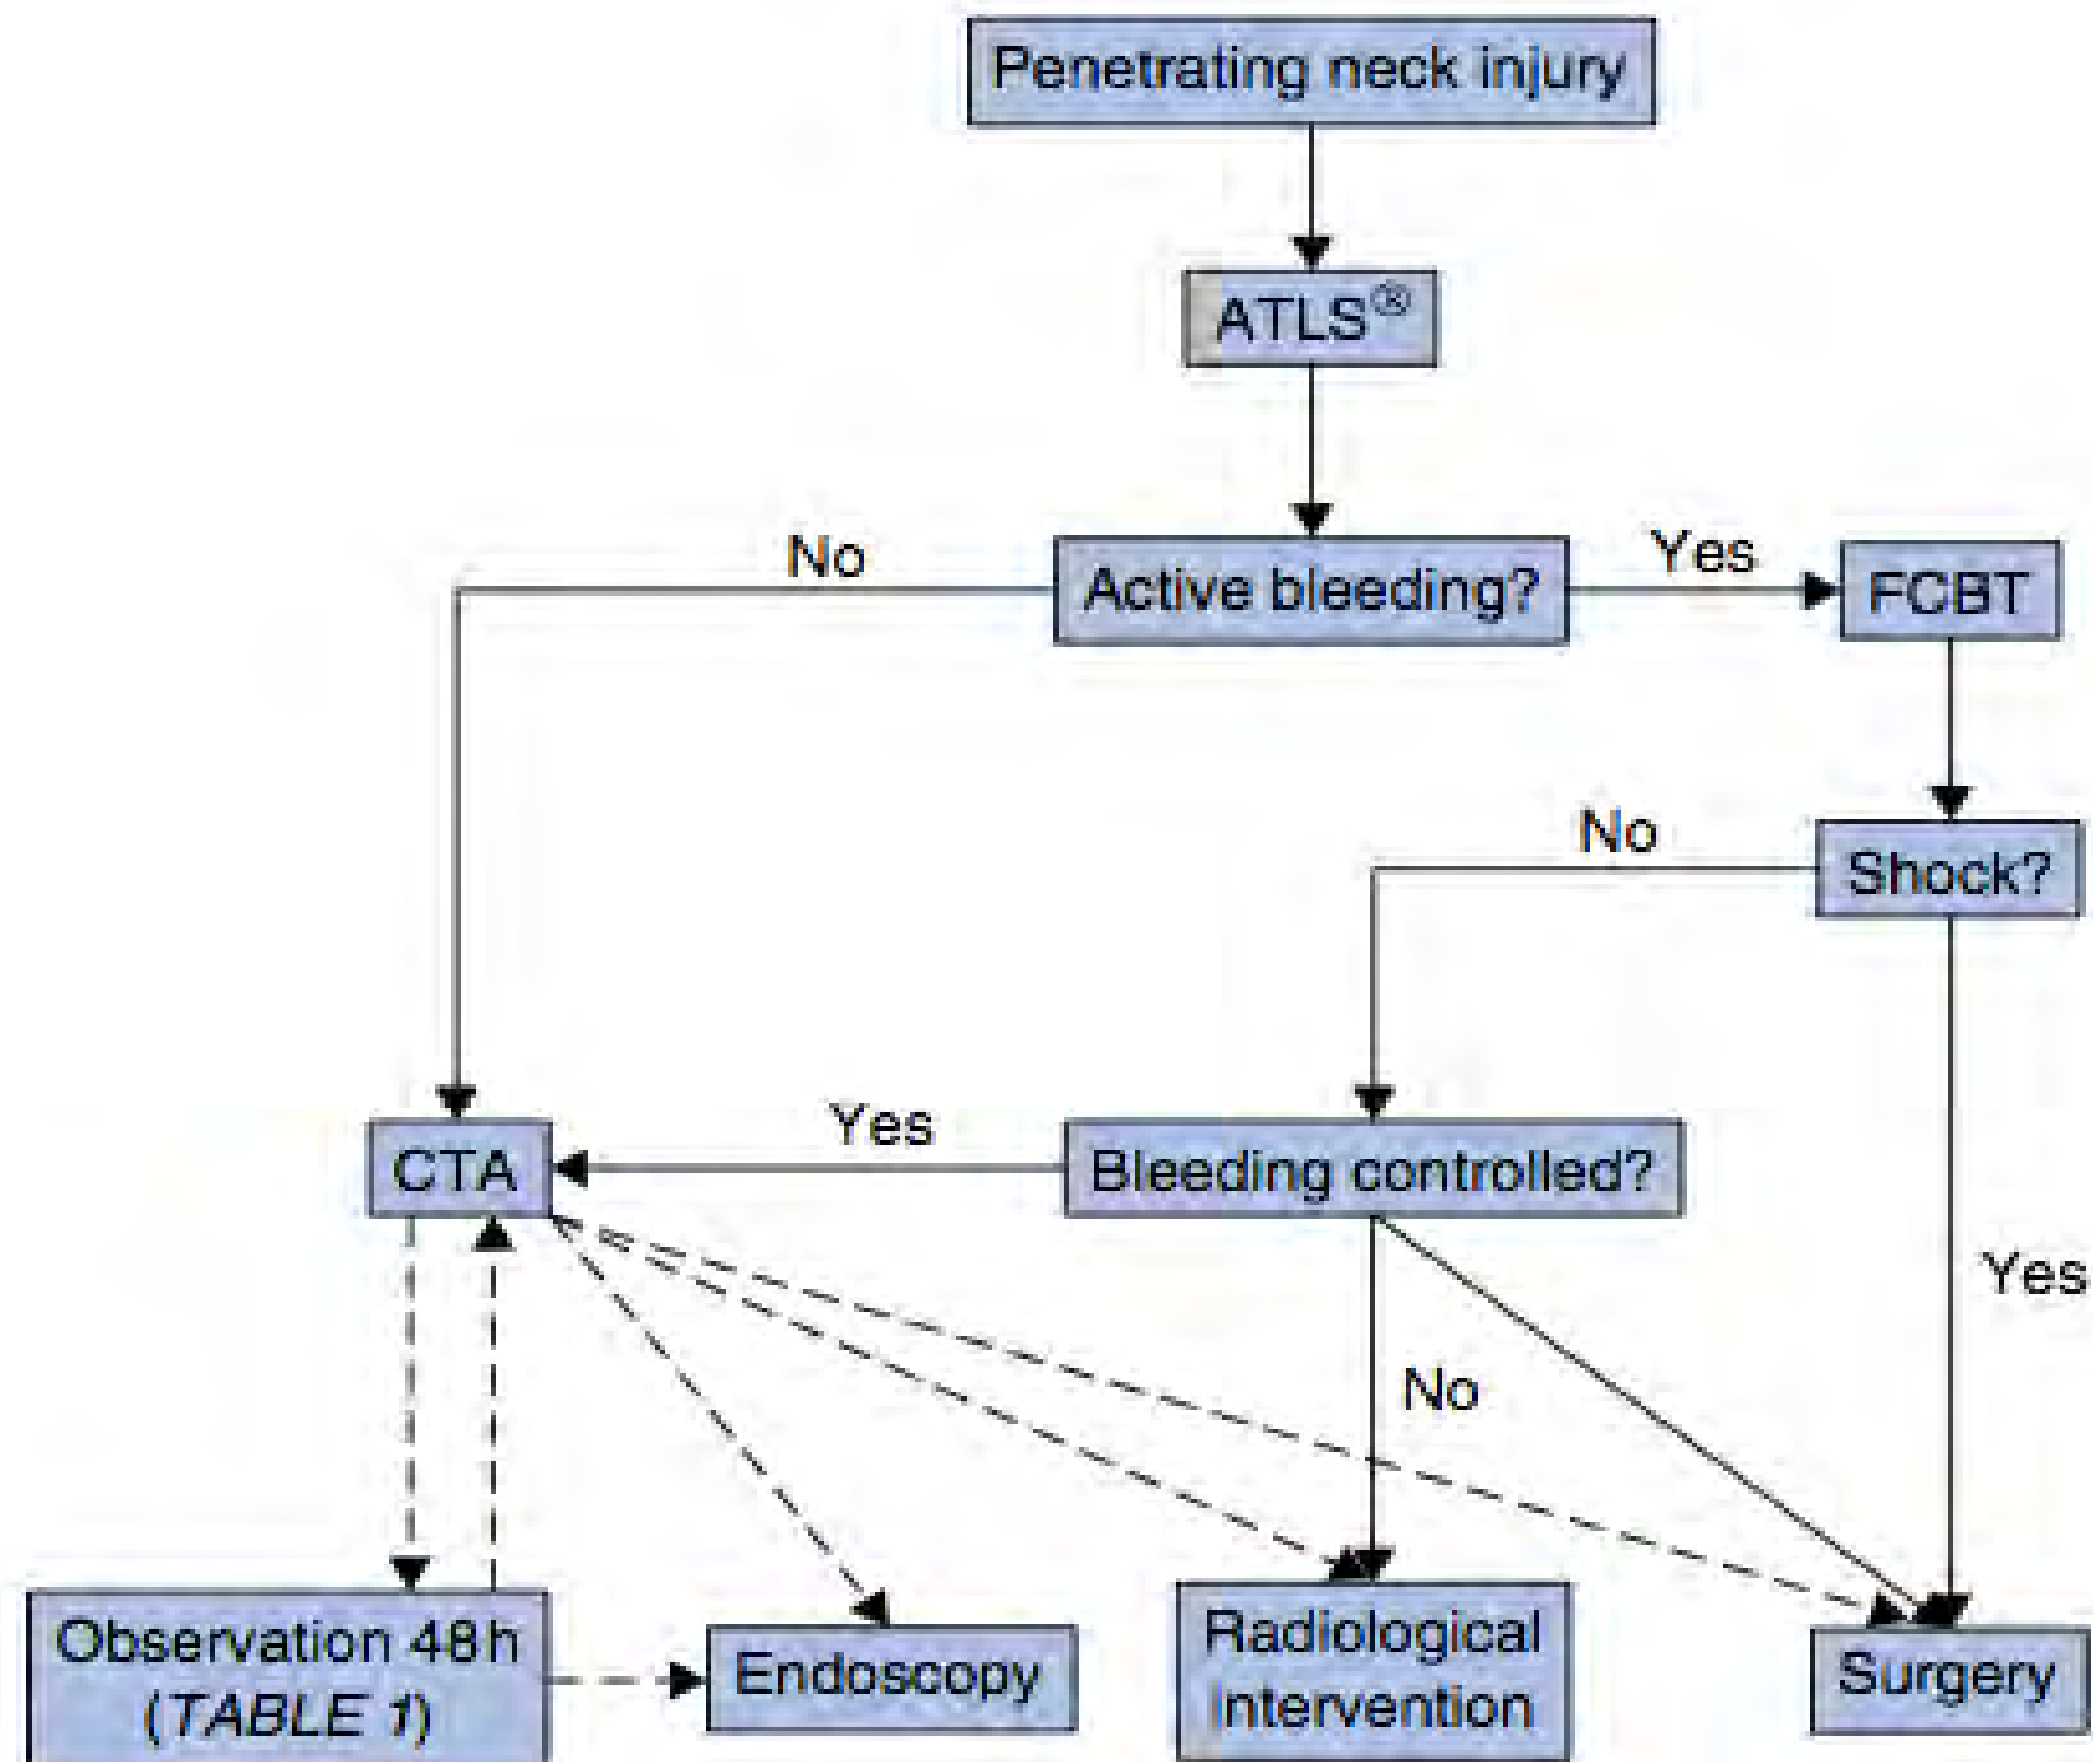 Penetrating neck injury
ATLS®
No
Active bleeding?
Yes
FCBT
No
Shock?
CTA
Yes
Bleeding controlled?
Yes
No
Observation 48h
(TABLE 1)
Endoscopy
Radiological
intervention
Surgery